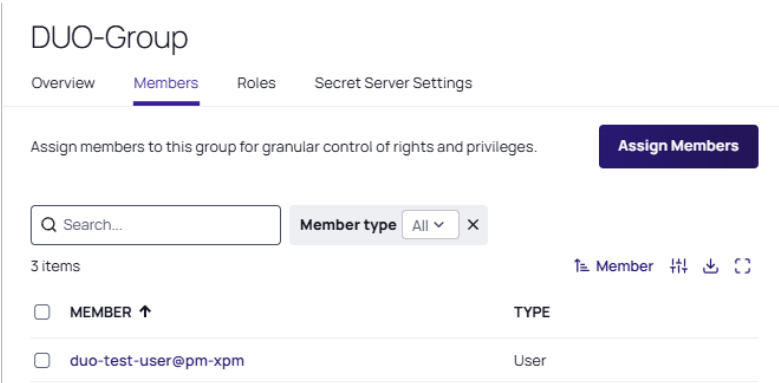 DUO-Group
Overview Members Roles Secret Server Settings
Assign members to this group for granular control of rights and privileges. Assign Members
Search... Member type All
3 items Member
MEMBER TYPE
duo-test-user@pm-xpm User